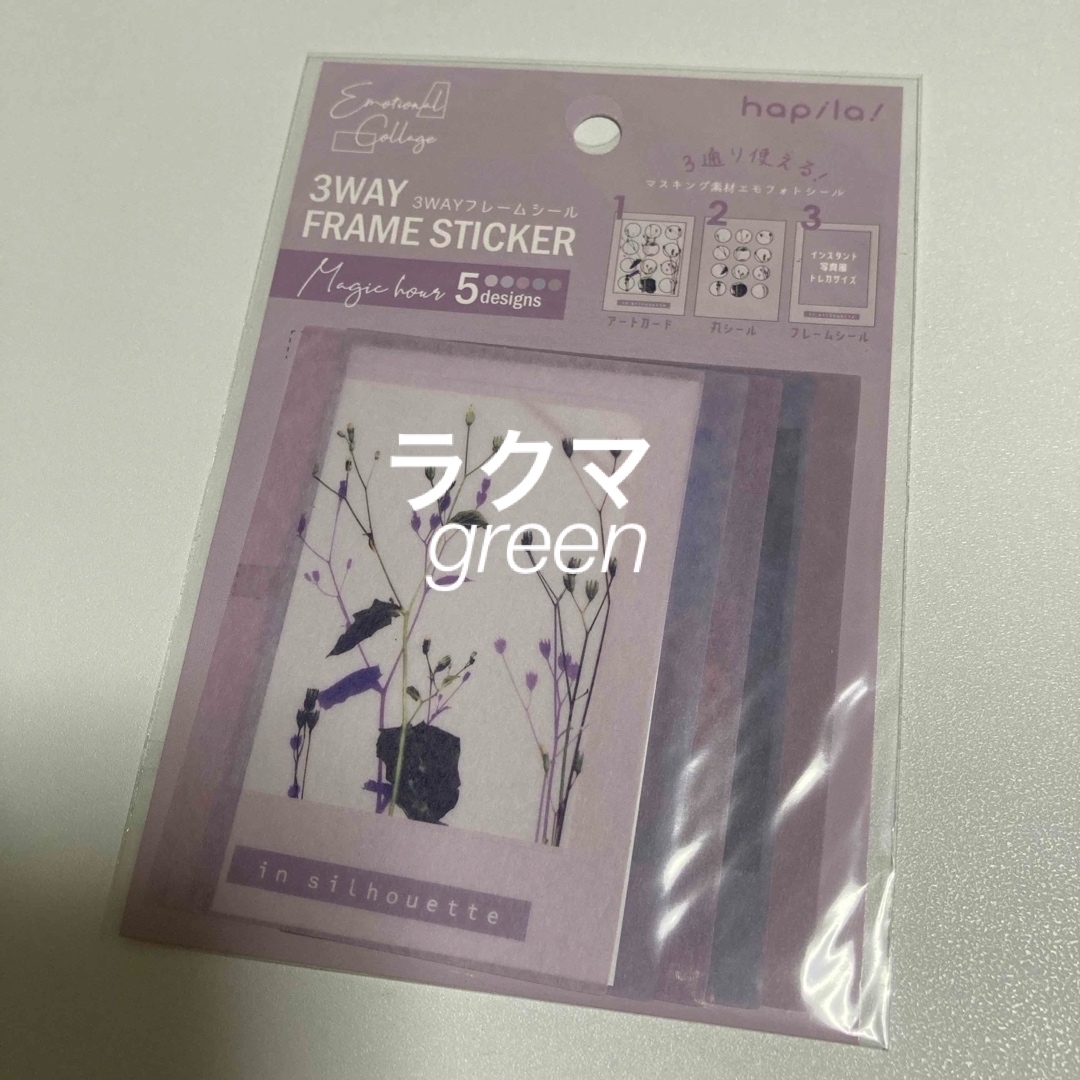 Emotional
Collage
hapila!
3通り使える!
マスキング素材エモフォトシール
3WAY 3WAYフレームシール
FRAME STICKER
Magic hour 5 designs
1
2
3
インスタント
写真風
トレカサイズ
in silhouette
アートカード
丸シール
フレームシール
ラクマ
green
in silhouette